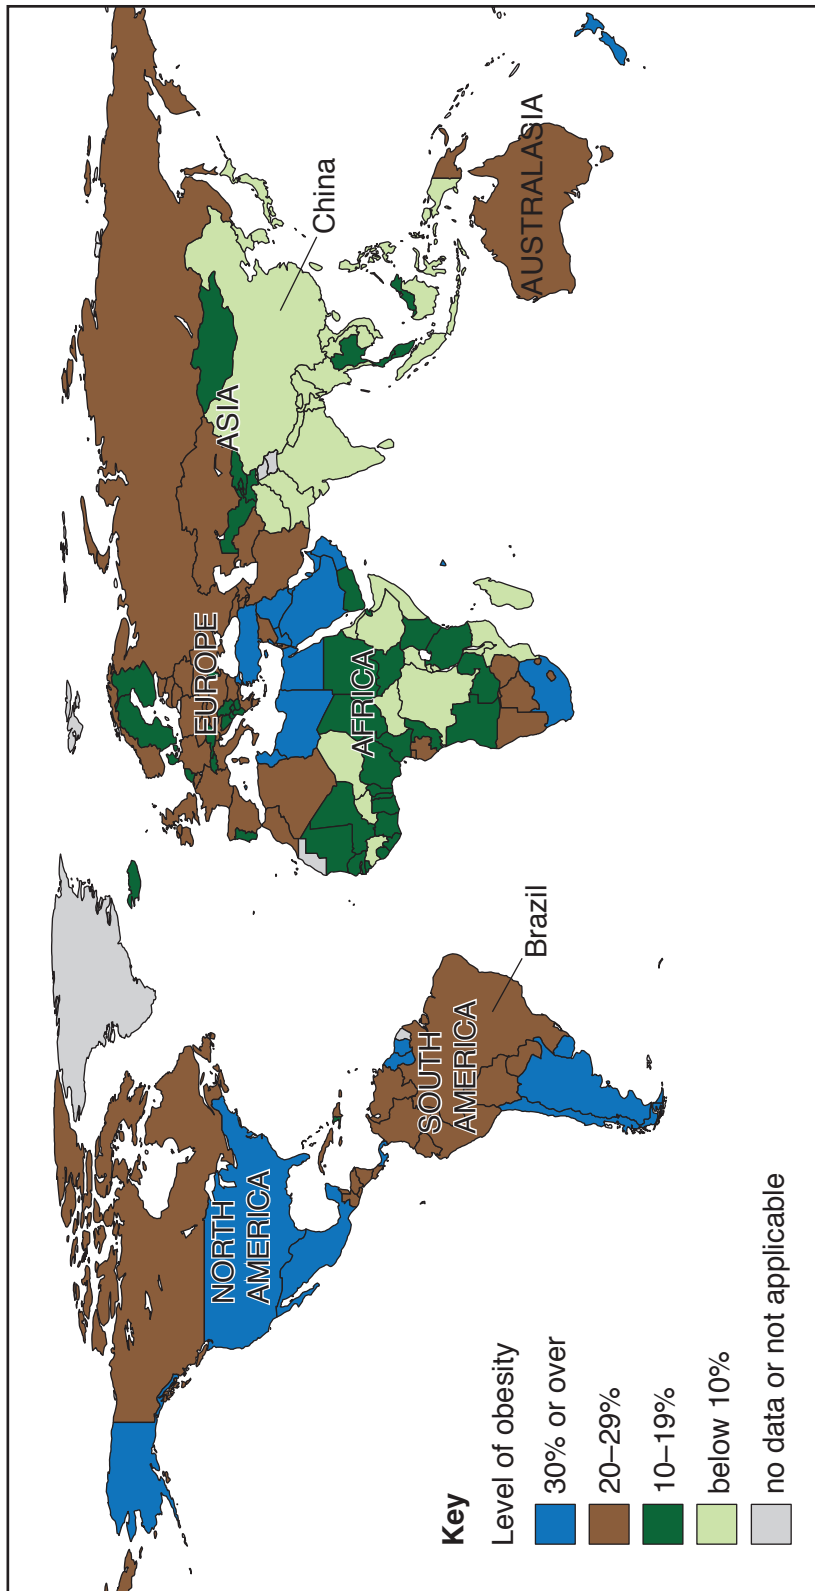 NORTH
AMERICA
SOUTH
AMERICA
Brazil
EUROPE
AFRICA
ASIA
China
AUSTRALASIA
Key
Level of obesity
30% or over
20–29%
10–19%
below 10%
no data or not applicable